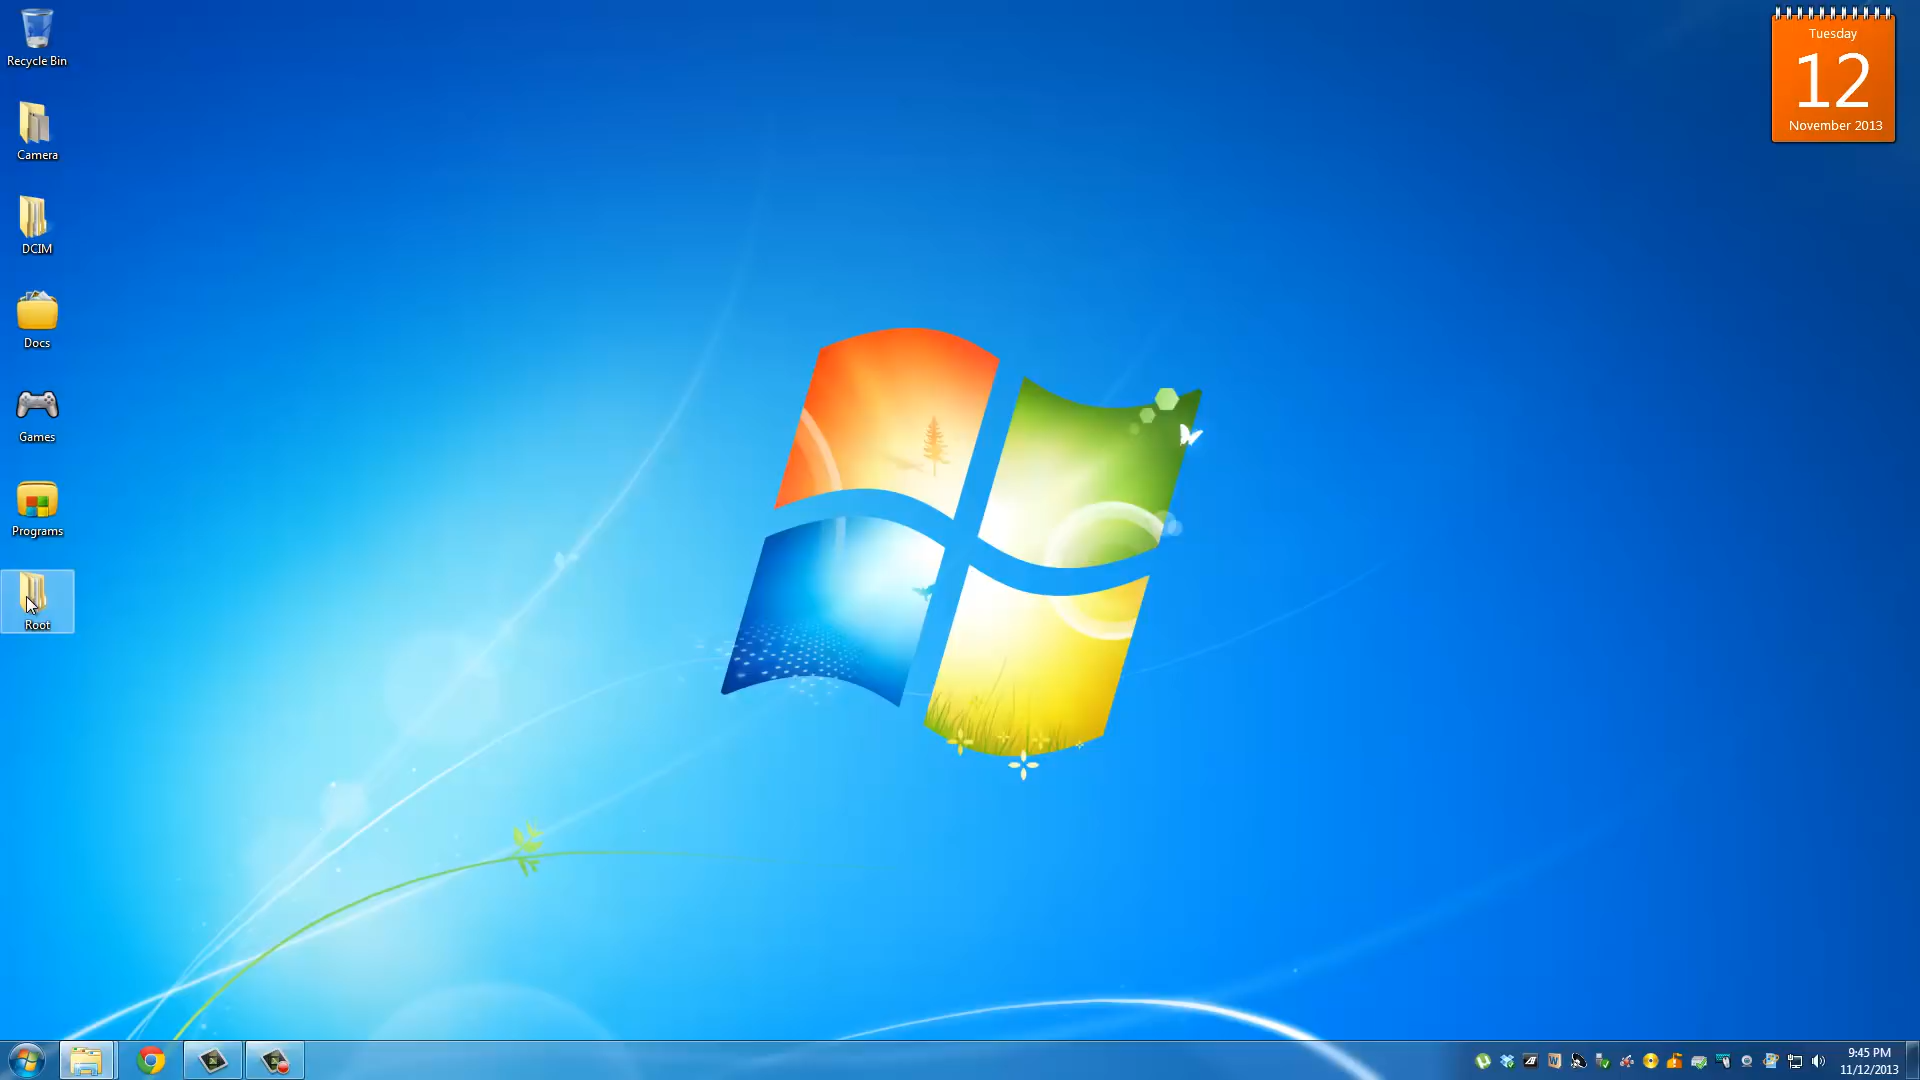 Recycle Bin
Camera
DCIM
Docs
Games
Programs
Root
Tuesday
12
November 2013
9:45 PM
11/12/2013